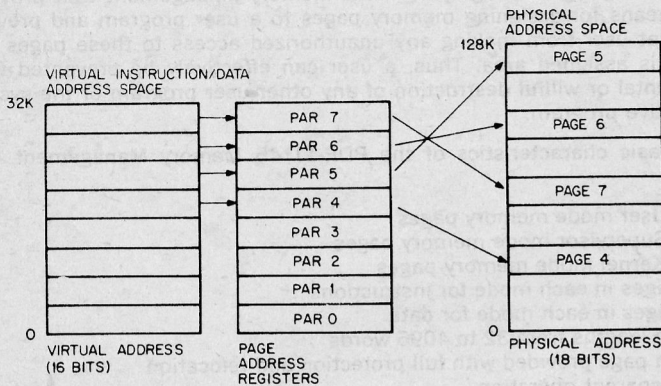 PHYSICAL
ADDRESS SPACE
128K
VIRTUAL INSTRUCTION/DATA
ADDRESS SPACE
32K
0
VIRTUAL ADDRESS
(16 BITS)
PAR 7
PAR 6
PAR 5
PAR 4
PAR 3
PAR 2
PAR 1
PAR 0
PAGE
ADDRESS
REGISTERS
PAGE 5
PAGE 6
PAGE 7
PAGE 4
0
PHYSICAL ADDRESS
(18 BITS)